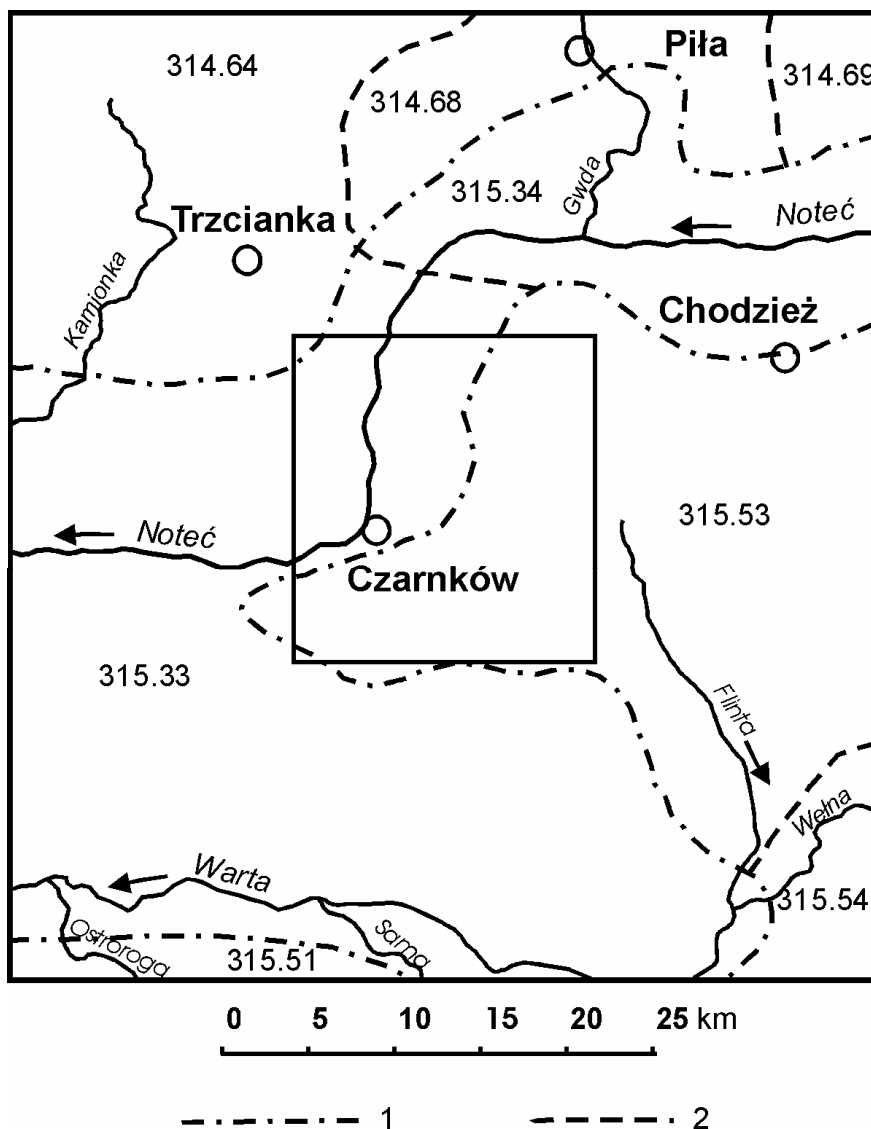 Piła
314.64
314.69
314.68
315.34
Gwda
Noteć
Trzcianka
Kamionka
Chodzież
315.53
Noteć
Czarnków
315.33
Flinta
Wełna
Warta
315.54
Ostroroga
Sama
315.51
0 5 10 15 20 25 km
1 2